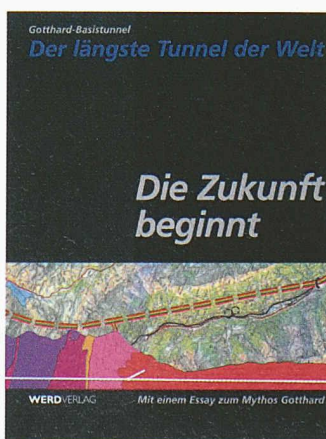 Gotthard-Basistunnel
Der längste Tunnel der Welt
Die Zukunft
beginnt
WERDVERLAG
Mit einem Essay zum Mythos Gotthard